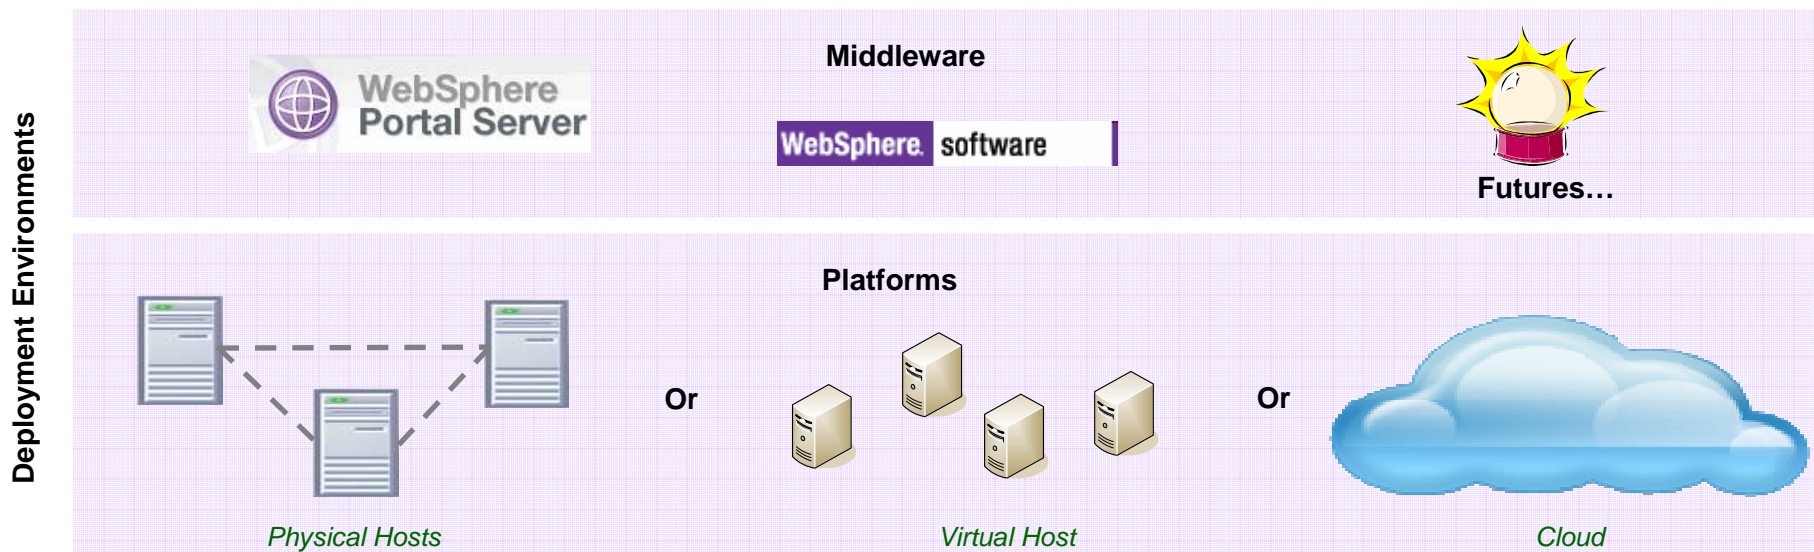 Deployment Environments
Middleware
WebSphere
Portal Server
WebSphere. software
Futures…
Platforms
Or
Or
Physical Hosts
Virtual Host
Cloud